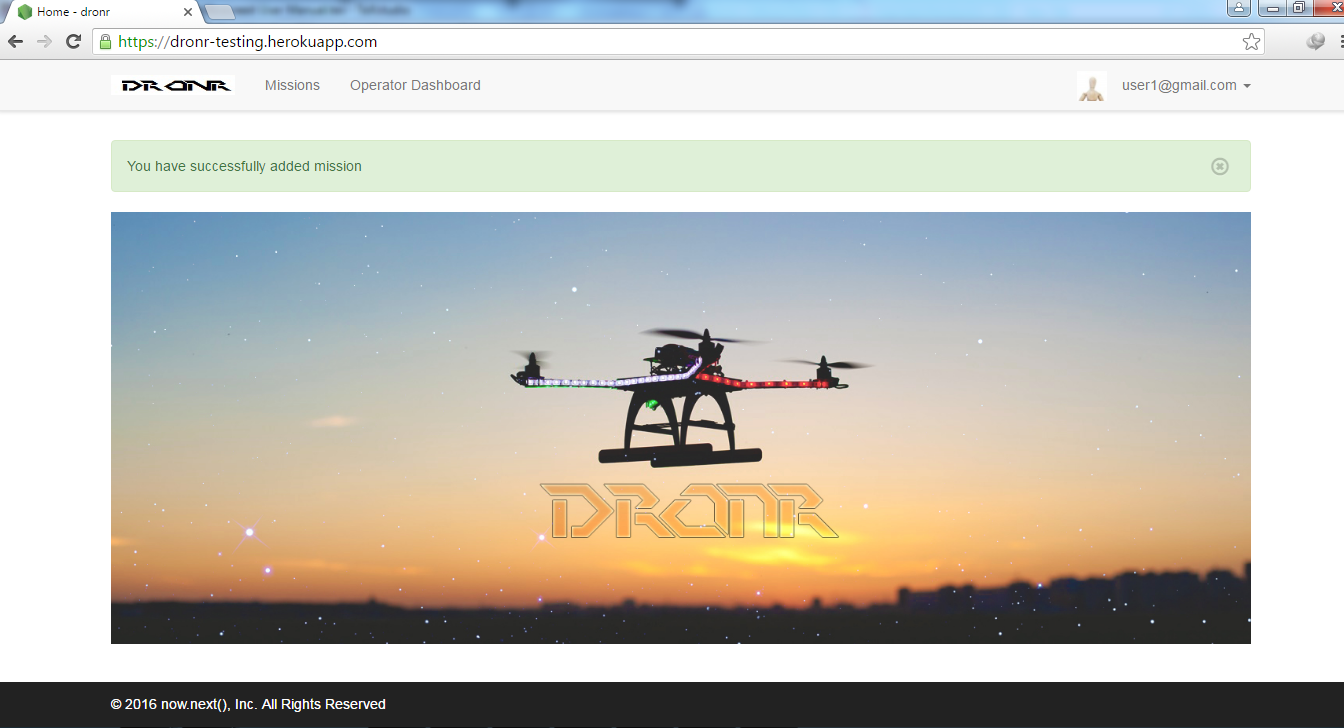 Home - dronr
https://dronr-testing.herokuapp.com
DRONR Missions Operator Dashboard user1@gmail.com
You have successfully added mission
DRONR
© 2016 now.next(), Inc. All Rights Reserved